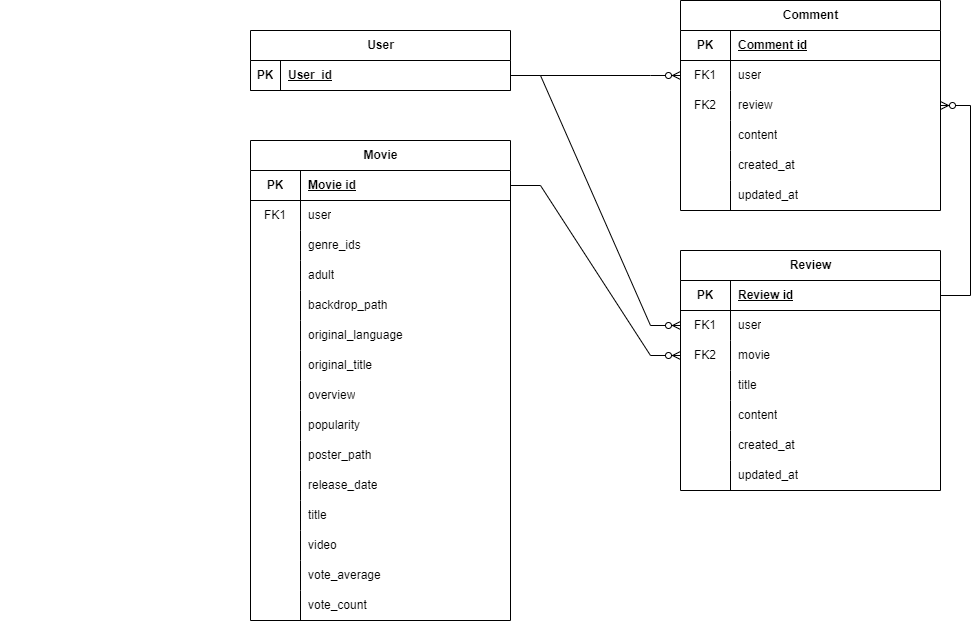 User
PK User_id
Movie
PK Movie id
FK1 user
genre_ids
adult
backdrop_path
original_language
original_title
overview
popularity
poster_path
release_date
title
video
vote_average
vote_count
Comment
PK Comment id
FK1 user
FK2 review
content
created_at
updated_at
Review
PK Review id
FK1 user
FK2 movie
title
content
created_at
updated_at